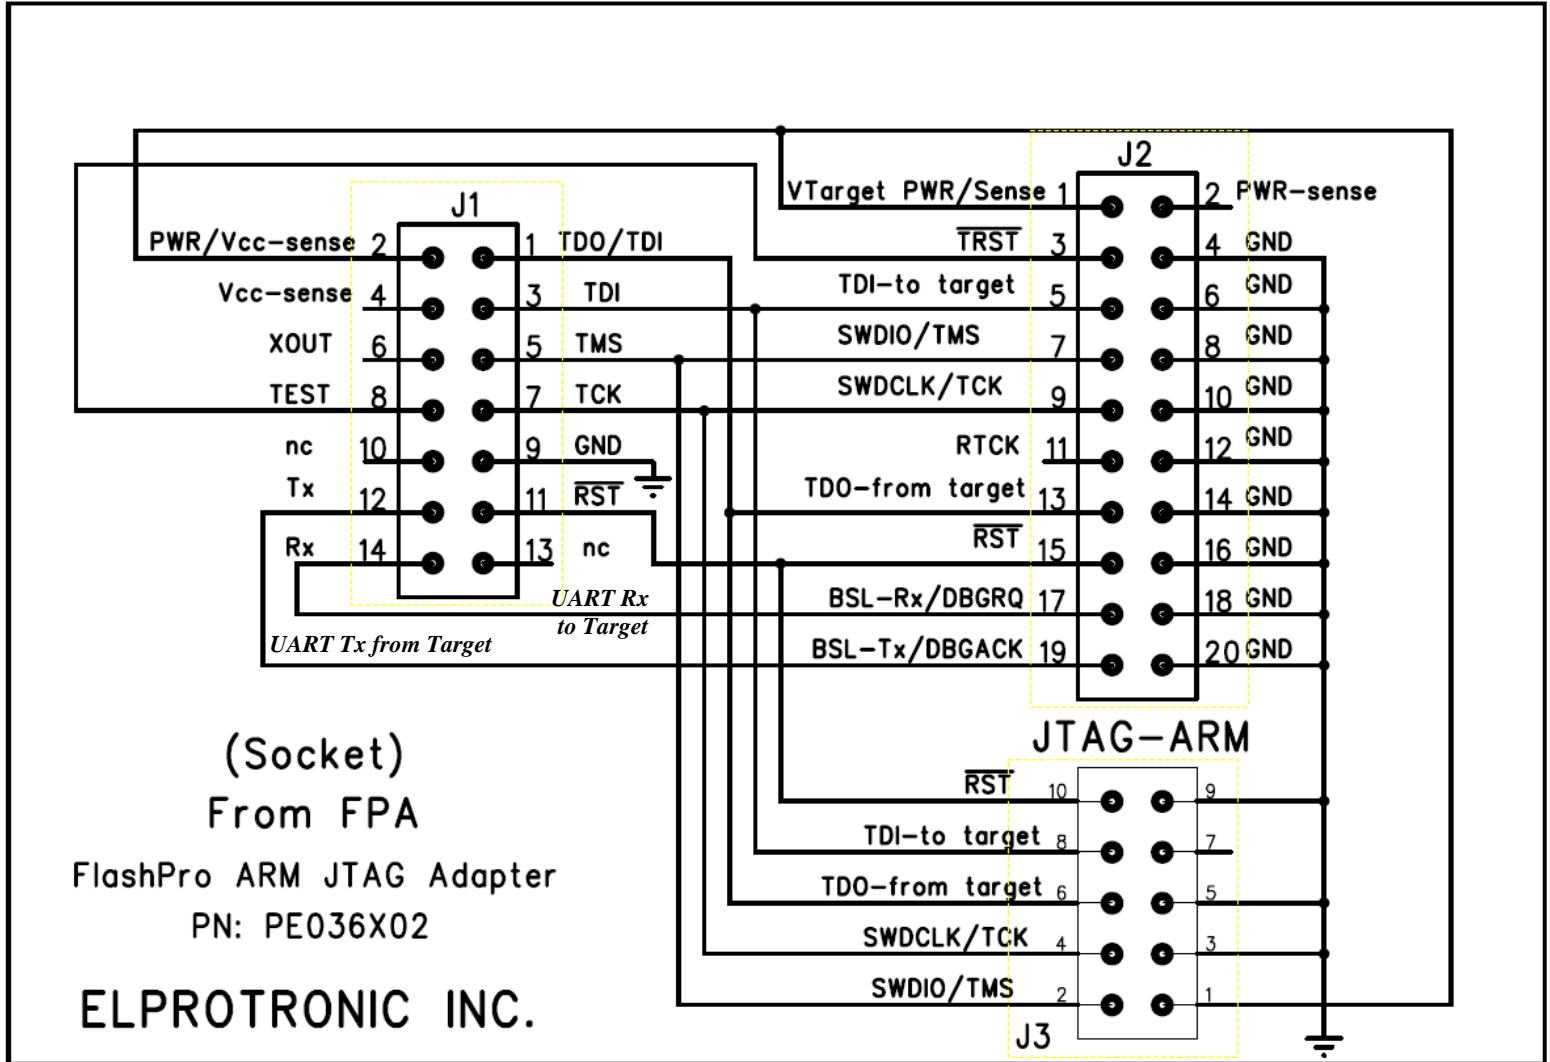 J2
VTarget PWR/Sense 1 2 PWR-sense
J1
PWR/Vcc-sense 2 1 TDO/TDI TRST 3 4 GND
Vcc-sense 4 3 TDI TDI-to target 5 6 GND
XOUT 6 5 TMS SWDIO/TMS 7 8 GND
TEST 8 7 TCK SWDCLK/TCK 9 10 GND
nc 10 9 GND RTCK 11 12 GND
Tx 12 11 RST TDO-from target 13 14 GND
Rx 14 13 nc RST 15 16 GND
UART Rx
to Target
BSL-Rx/DBGRQ 17 18 GND
UART Tx from Target
BSL-Tx/DBGACK 19 20 GND
JTAG-ARM
(Socket)
From FPA
FlashPro ARM JTAG Adapter
PN: PE036X02
ELPROTRONIC INC.
RST 10 9
TDI-to target 8 7
TDO-from target 6 5
SWDCLK/TCK 4 3
SWDIO/TMS 2 1
J3